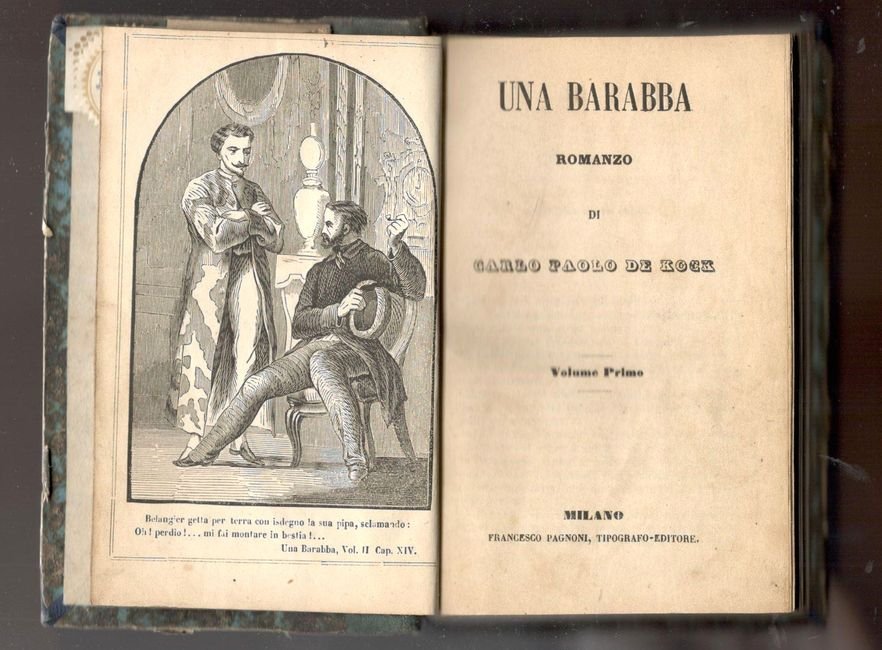 Belangier getta per terra con isdegno la sua pipa, sclamando:
Oh! perdio!... mi fai montare in bestia!...
Una Barabba, Vol. II Cap. XIV.
UNA BARABBA
ROMANZO
DI
CARLO PAOLO DE KOCK
Volume Primo
MILANO
FRANCESCO PAGNONI, TIPOGRAFO-EDITORE.